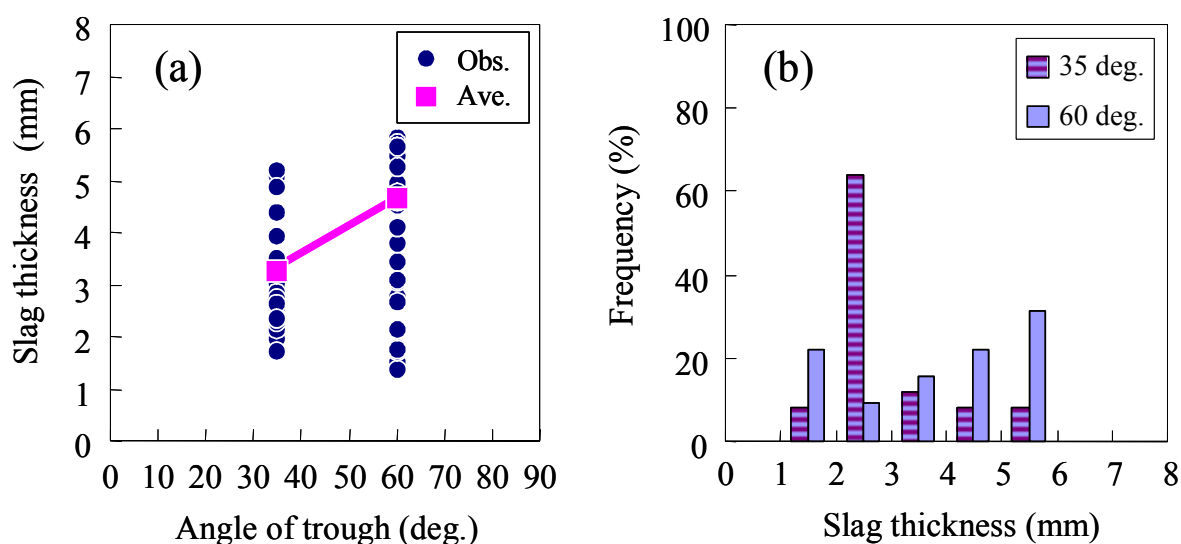 (a)
Obs.
Ave.
Slag thickness (mm)
8
7
6
5
4
3
2
1
0
0 10 20 30 40 50 60 70 80 90
Angle of trough (deg.)
(b)
35 deg.
60 deg.
Frequency (%)
100
80
60
40
20
0
0 1 2 3 4 5 6 7 8
Slag thickness (mm)